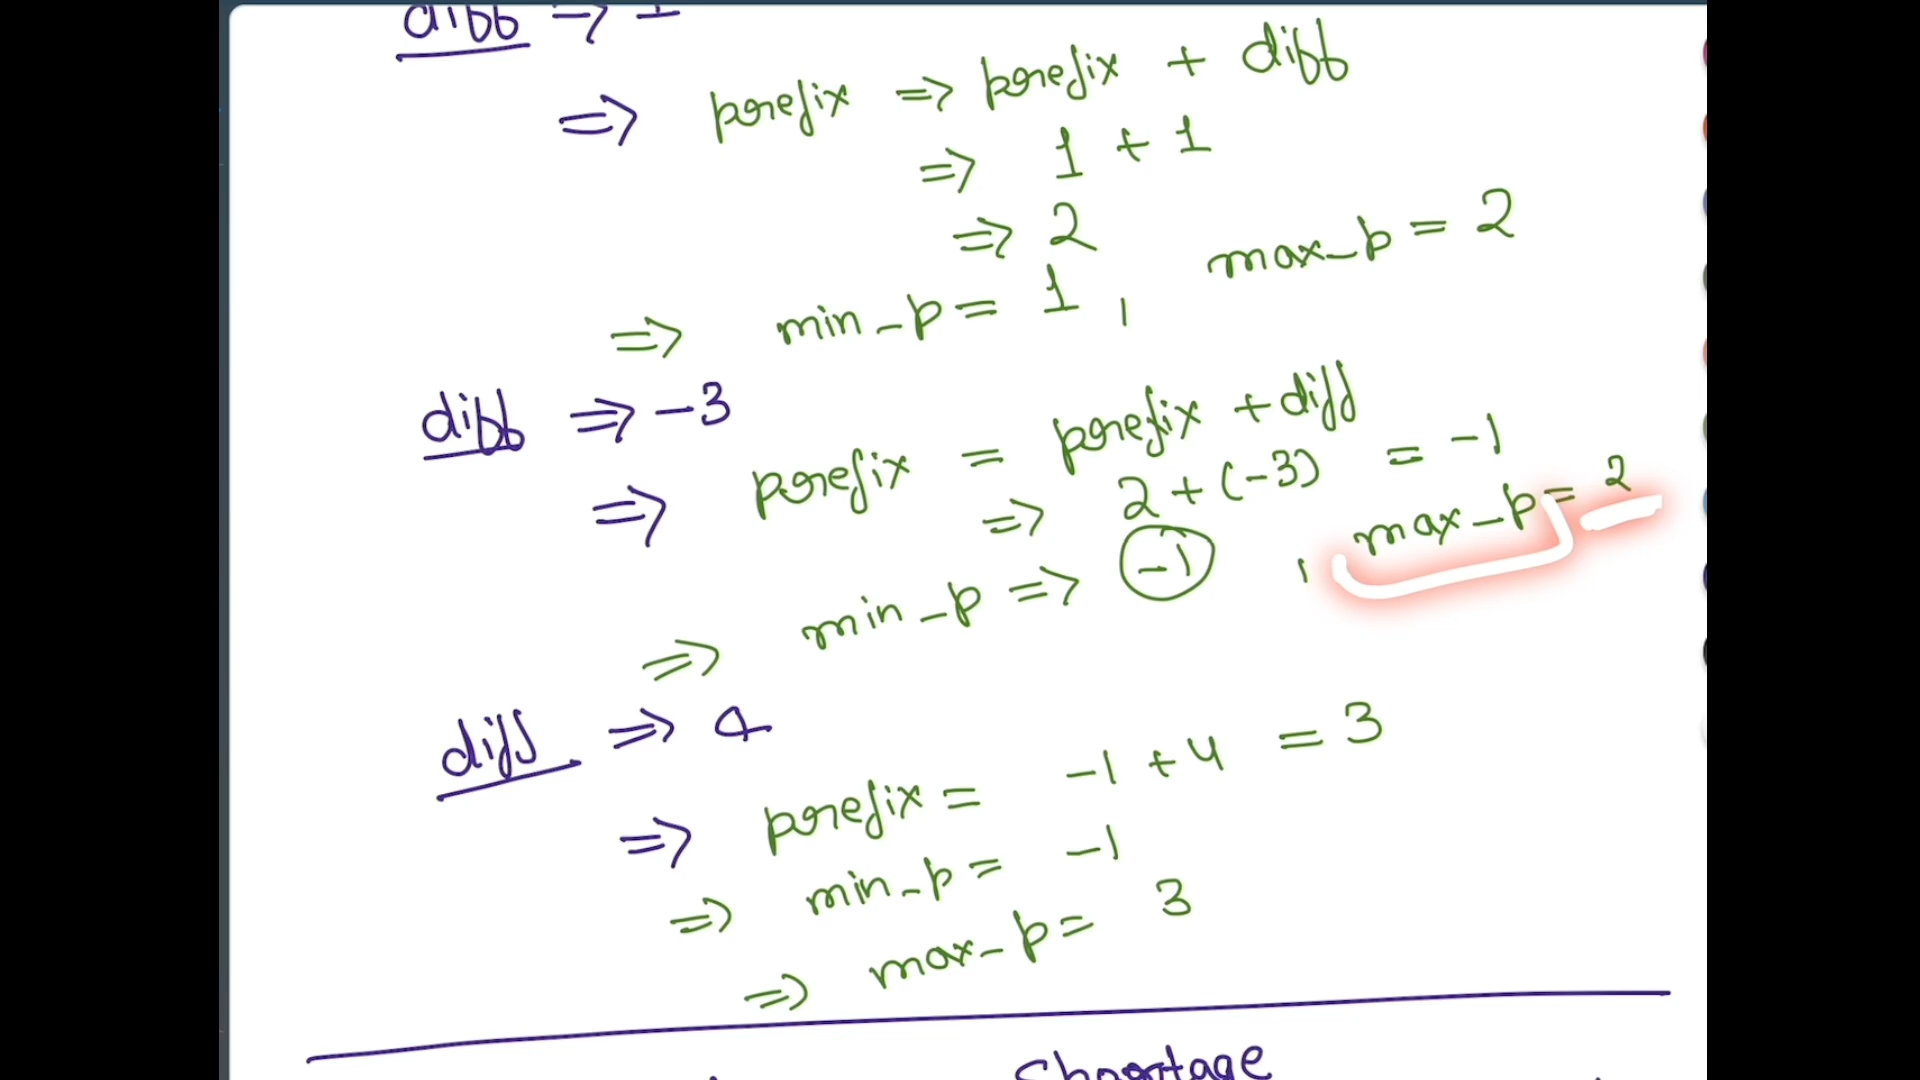 diff => 1
=> prefix => prefix + diff
=> 1 + 1
=> 2
=> min_p = 1 , max_p = 2
diff => -3
=> prefix = prefix + diff
=> 2 + (-3) = -1
=> min_p => -1 , max_p = 2
diff => 4
=> prefix = -1 + 4 = 3
=> min_p = -1
=> max_p = 3
Shortage